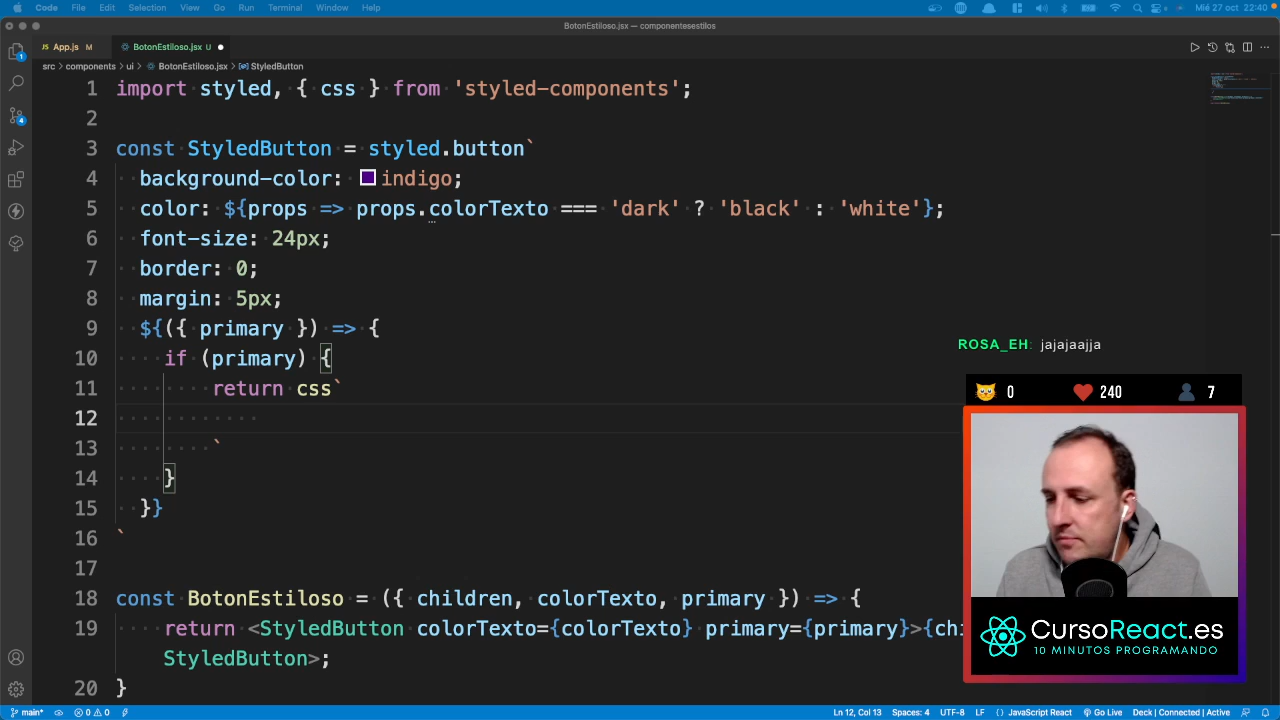 Code File Edit Selection View Go Run Terminal Window Help Mié 27 oct 22:40
BotonEstiloso.jsx — componentesestilos
App.js M BotonEstiloso.jsx U
src > components > ui > BotonEstiloso.jsx > StyledButton
1 import styled, { css } from 'styled-components';
2
3 const StyledButton = styled.button`
4 background-color: indigo;
5 color: ${props => props.colorTexto === 'dark' ? 'black' : 'white'};
6 font-size: 24px;
7 border: 0;
8 margin: 5px;
9 ${({ primary }) => {
10 if (primary) {
11 return css`
12
13 `
14 }
15 }}
16 `
17
18 const BotonEstiloso = ({ children, colorTexto, primary }) => {
19 return <StyledButton colorTexto={colorTexto} primary={primary}>{chi
StyledButton>;
20 }
1
4
ROSA_EH: jajajaajja
0 240 7
CursoReact.es
10 MINUTOS PROGRAMANDO
main* 0 0 Ln 12, Col 13 Spaces: 4 UTF-8 LF { } JavaScript React Go Live Deck | Connected | Active